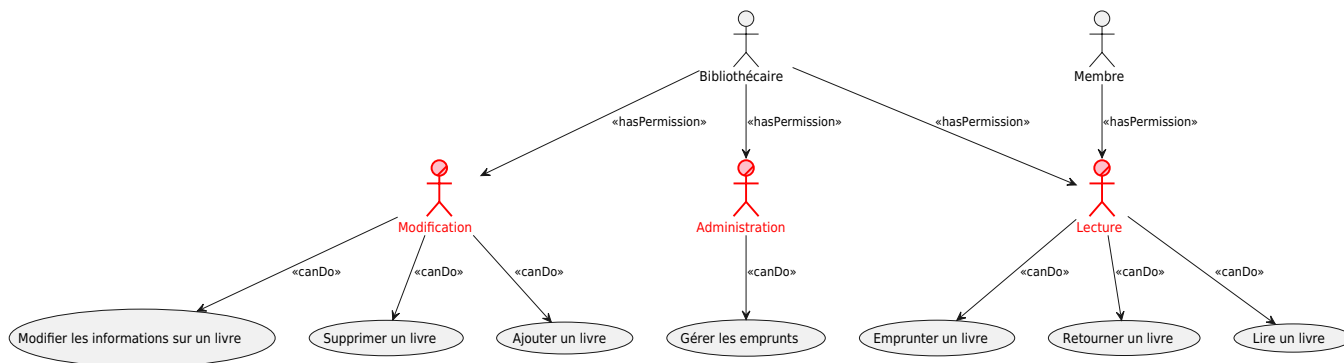 Bibliothécaire
Membre
«hasPermission»
«hasPermission»
«hasPermission»
«hasPermission»
Modification
Administration
Lecture
«canDo»
«canDo»
«canDo»
«canDo»
«canDo»
«canDo»
«canDo»
Modifier les informations sur un livre
Supprimer un livre
Ajouter un livre
Gérer les emprunts
Emprunter un livre
Retourner un livre
Lire un livre